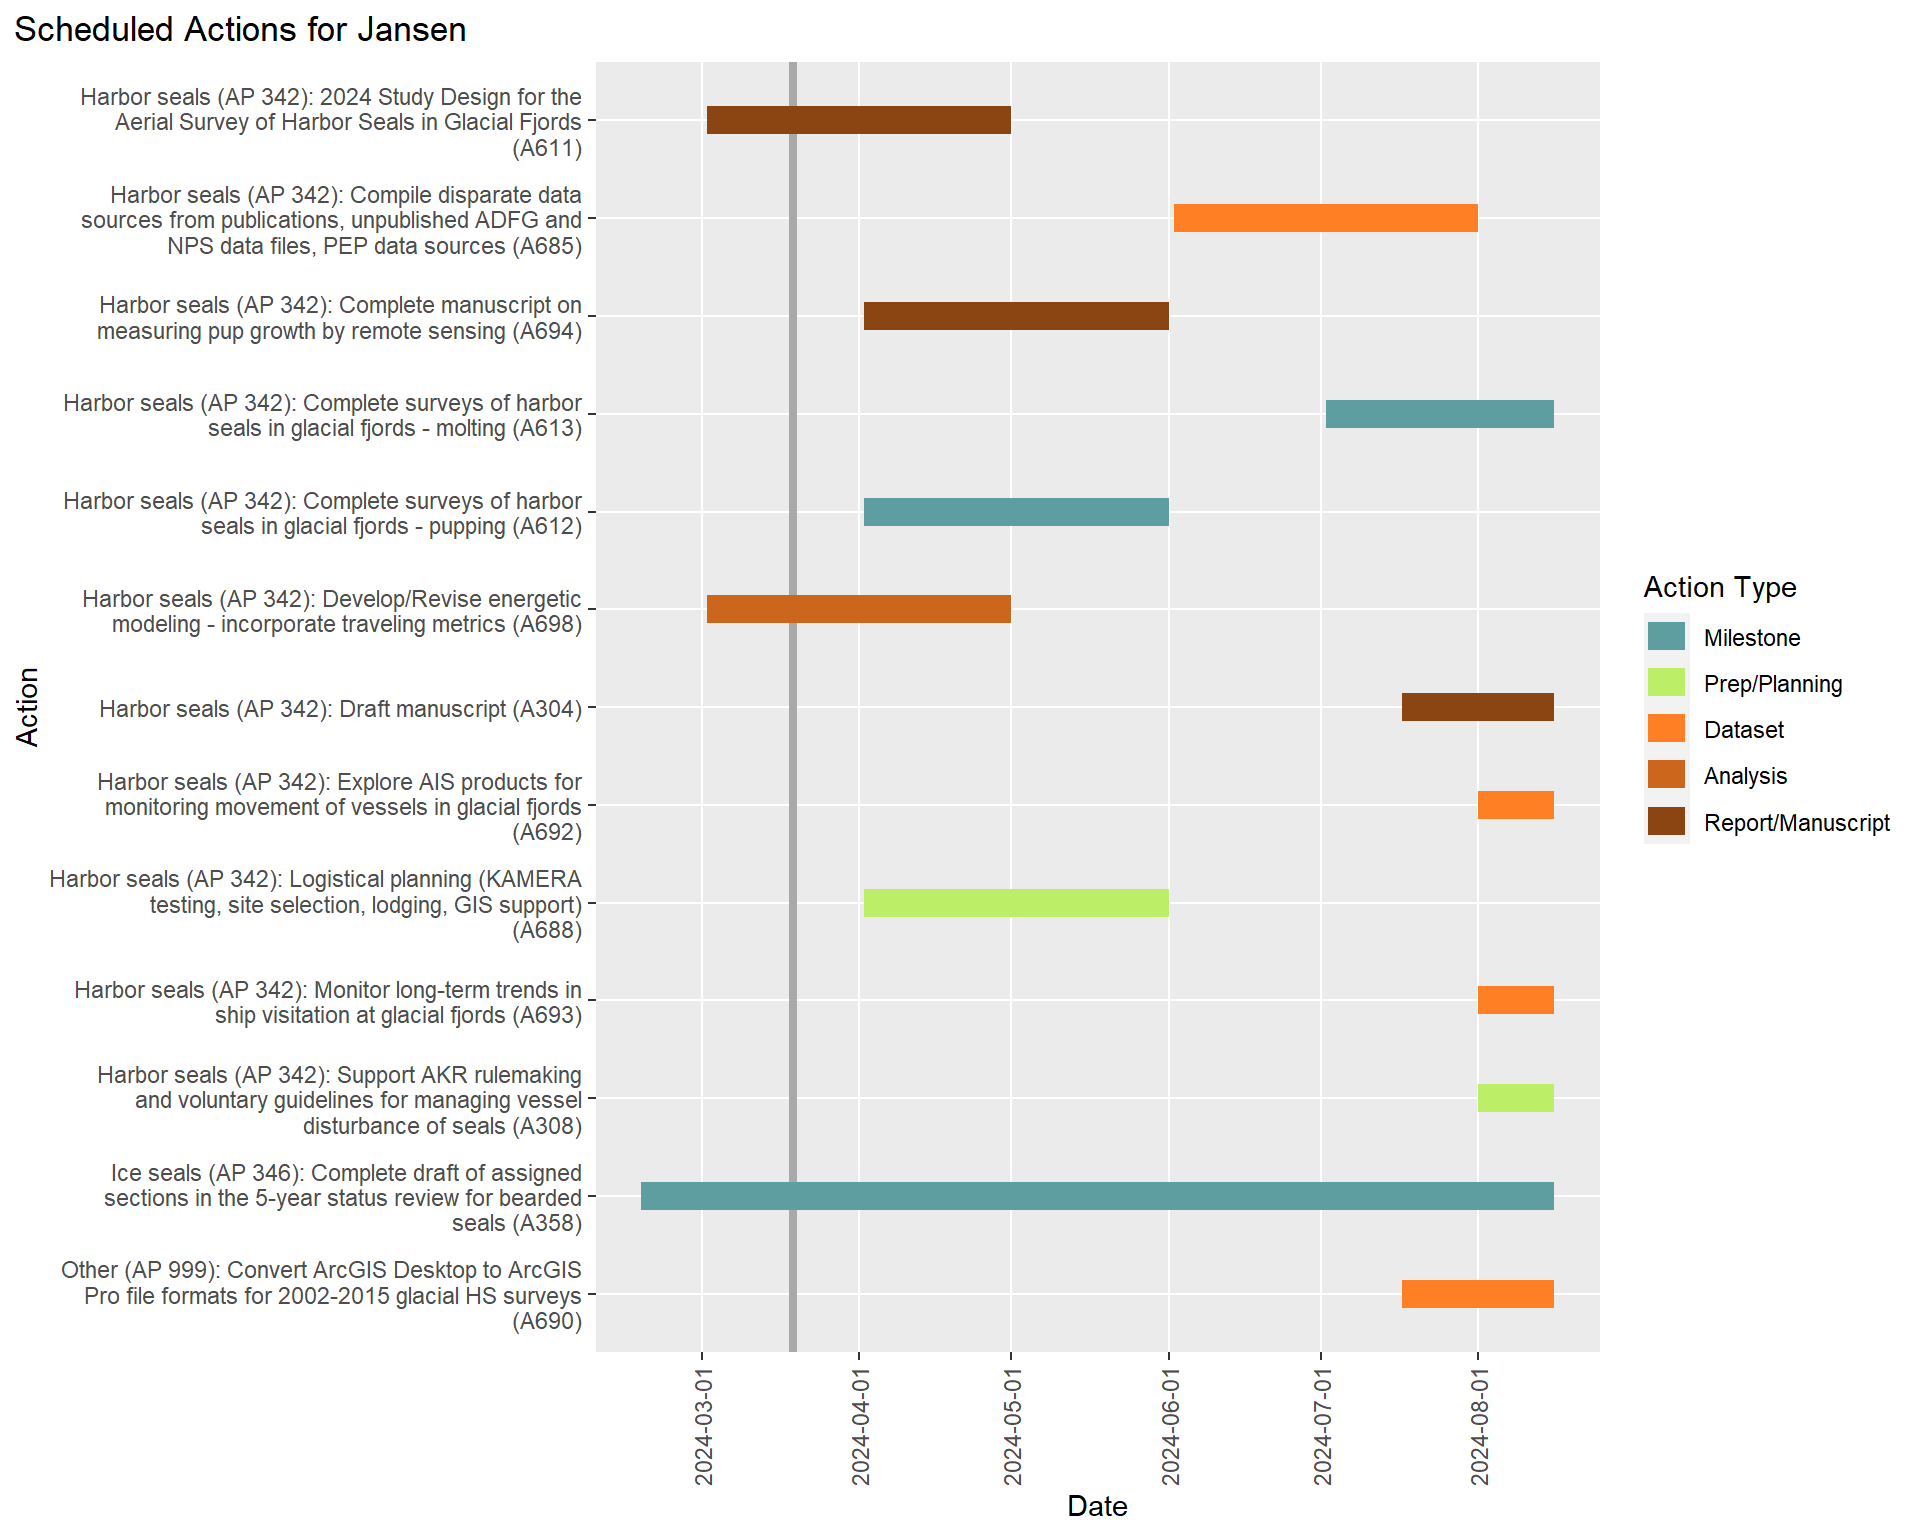 Scheduled Actions for Jansen
Harbor seals (AP 342): 2024 Study Design for the
Aerial Survey of Harbor Seals in Glacial Fjords
(A611)
Harbor seals (AP 342): Compile disparate data
sources from publications, unpublished ADFG and
NPS data files, PEP data sources (A685)
Harbor seals (AP 342): Complete manuscript on
measuring pup growth by remote sensing (A694)
Harbor seals (AP 342): Complete surveys of harbor
seals in glacial fjords - molting (A613)
Harbor seals (AP 342): Complete surveys of harbor
seals in glacial fjords - pupping (A612)
Harbor seals (AP 342): Develop/Revise energetic
modeling - incorporate traveling metrics (A698)
Harbor seals (AP 342): Draft manuscript (A304)
Harbor seals (AP 342): Explore AIS products for
monitoring movement of vessels in glacial fjords
(A692)
Harbor seals (AP 342): Logistical planning (KAMERA
testing, site selection, lodging, GIS support)
(A688)
Harbor seals (AP 342): Monitor long-term trends in
ship visitation at glacial fjords (A693)
Harbor seals (AP 342): Support AKR rulemaking
and voluntary guidelines for managing vessel
disturbance of seals (A308)
Ice seals (AP 346): Complete draft of assigned
sections in the 5-year status review for bearded
seals (A358)
Other (AP 999): Convert ArcGIS Desktop to ArcGIS
Pro file formats for 2002-2015 glacial HS surveys
(A690)
Action
2024-03-01
2024-04-01
2024-05-01
2024-06-01
2024-07-01
2024-08-01
Date
Action Type
Milestone
Prep/Planning
Dataset
Analysis
Report/Manuscript